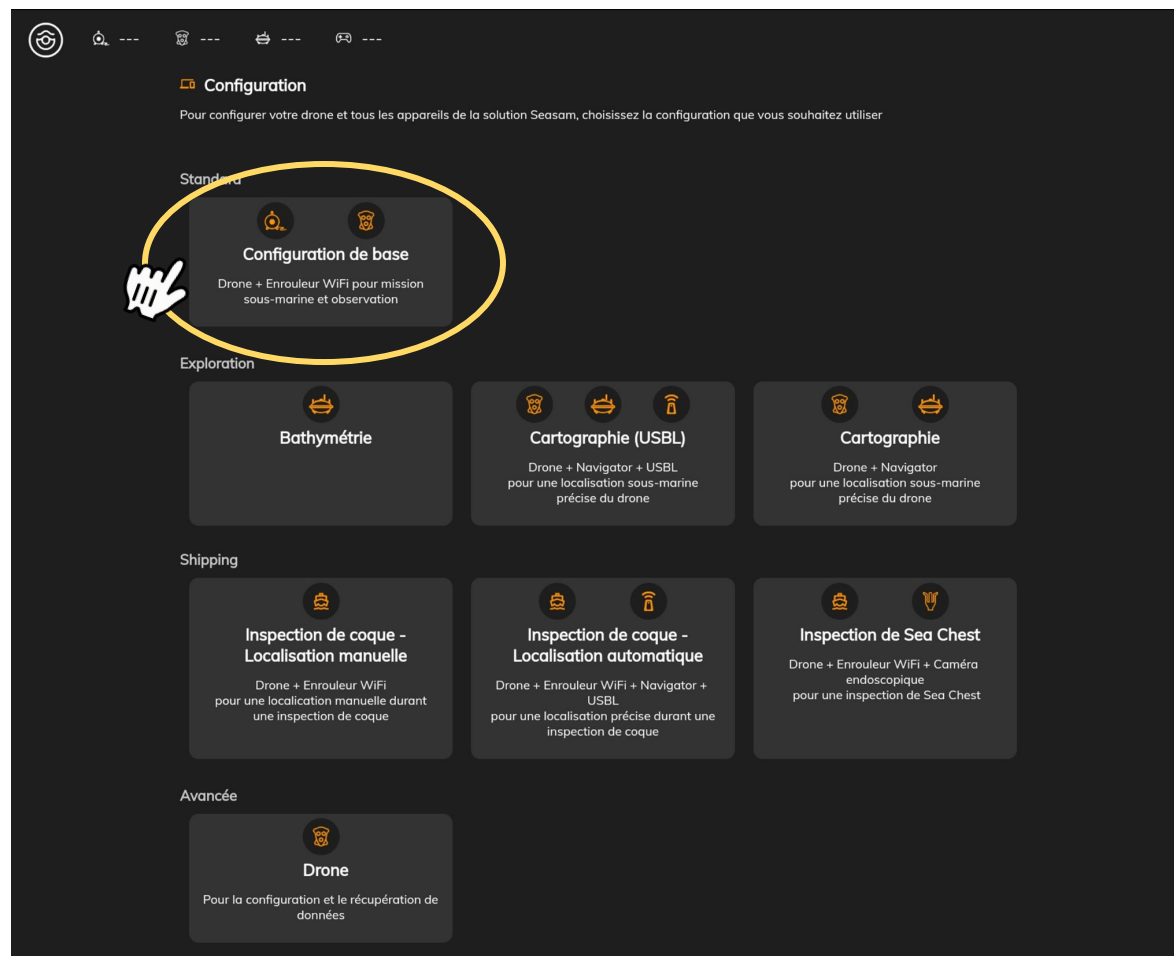 --- --- --- ---
Configuration
Pour configurer votre drone et tous les appareils de la solution Seasam, choisissez la configuration que vous souhaitez utiliser
Standard
Configuration de base
Drone + Enrouleur WiFi pour mission
sous-marine et observation
Exploration
Bathymétrie
Cartographie (USBL)
Drone + Navigator + USBL
pour une localisation sous-marine
précise du drone
Cartographie
Drone + Navigator
pour une localisation sous-marine
précise du drone
Shipping
Inspection de coque -
Localisation manuelle
Drone + Enrouleur WiFi
pour une localication manuelle durant
une inspection de coque
Inspection de coque -
Localisation automatique
Drone + Enrouleur WiFi + Navigator +
USBL
pour une localisation précise durant une
inspection de coque
Inspection de Sea Chest
Drone + Enrouleur WiFi + Caméra
endoscopique
pour une inspection de Sea Chest
Avancée
Drone
Pour la configuration et le récupération de
données